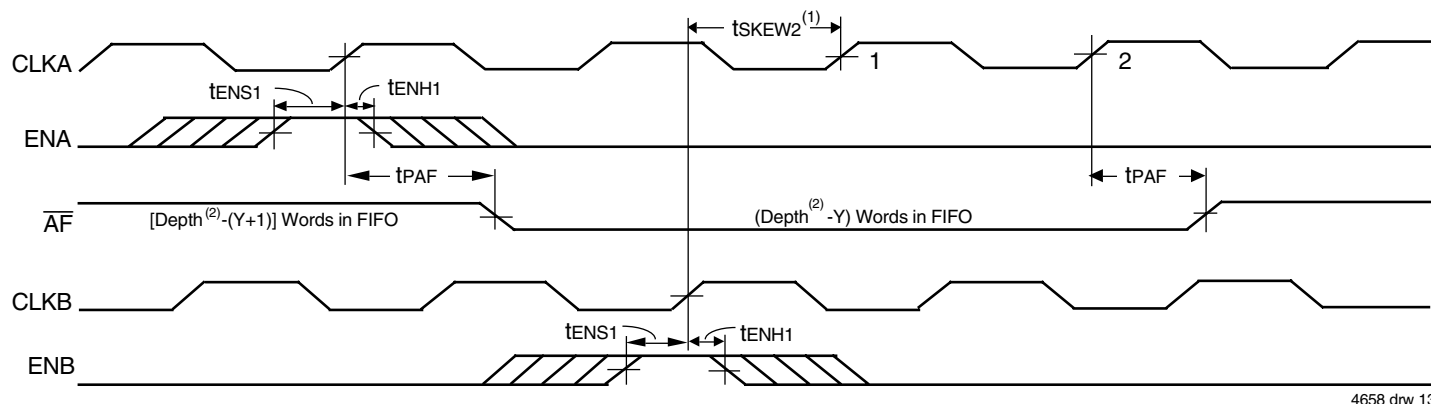 tSKEW2(1)
CLKA
1
2
tENS1
tENH1
ENA
tPAF
tPAF
AF
[Depth(2)-(Y+1)] Words in FIFO
(Depth(2) -Y) Words in FIFO
CLKB
tENS1
tENH1
ENB
4658 drw 13